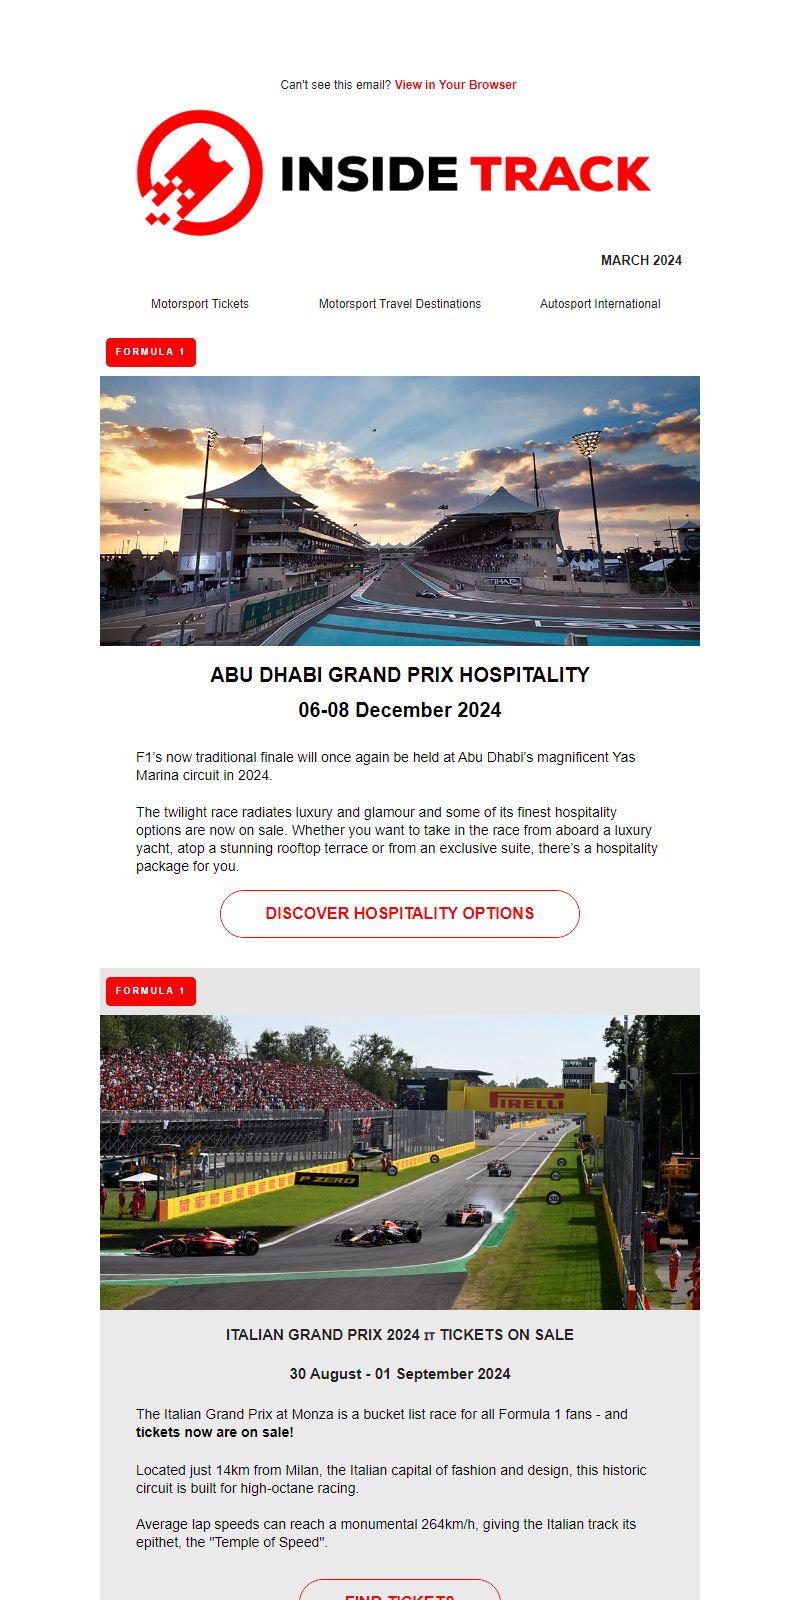 Can't see this email? View in Your Browser
INSIDE TRACK
MARCH 2024
Motorsport Tickets
Motorsport Travel Destinations
Autosport International
FORMULA 1
ETIHAD
ABU DHABI GRAND PRIX HOSPITALITY
06-08 December 2024
F1's now traditional finale will once again be held at Abu Dhabi's magnificent Yas
Marina circuit in 2024.
The twilight race radiates luxury and glamour and some of its finest hospitality
options are now on sale. Whether you want to take in the race from aboard a luxury
yacht, atop a stunning rooftop terrace or from an exclusive suite, there's a hospitality
package for you.
DISCOVER HOSPITALITY OPTIONS
FORMULA 1
PIRELLI
P ZERO
50
ITALIAN GRAND PRIX 2024 IT TICKETS ON SALE
30 August - 01 September 2024
The Italian Grand Prix at Monza is a bucket list race for all Formula 1 fans - and
tickets now are on sale!
Located just 14km from Milan, the Italian capital of fashion and design, this historic
circuit is built for high-octane racing.
Average lap speeds can reach a monumental 264km/h, giving the Italian track its
epithet, the "Temple of Speed".
FIND TICKETS